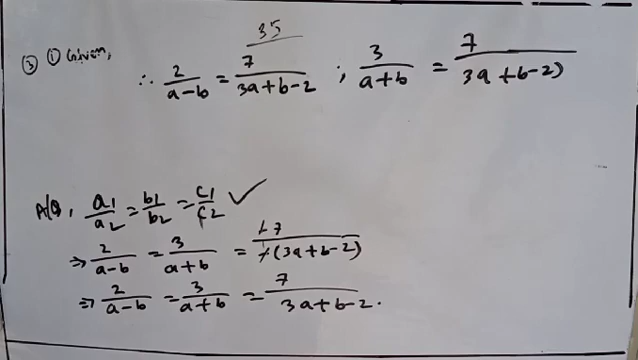 35
③ ① Given,
∴ 2/(a-b) = 7/(3a+b-2) ; 3/(a+b) = 7/(3a+b-2)
A/Q, a1/a2 = b1/b2 = c1/c2 ✓
⇒ 2/(a-b) = 3/(a+b) = -7/-(3a+b-2)
⇒ 2/(a-b) = 3/(a+b) = 7/(3a+b-2.